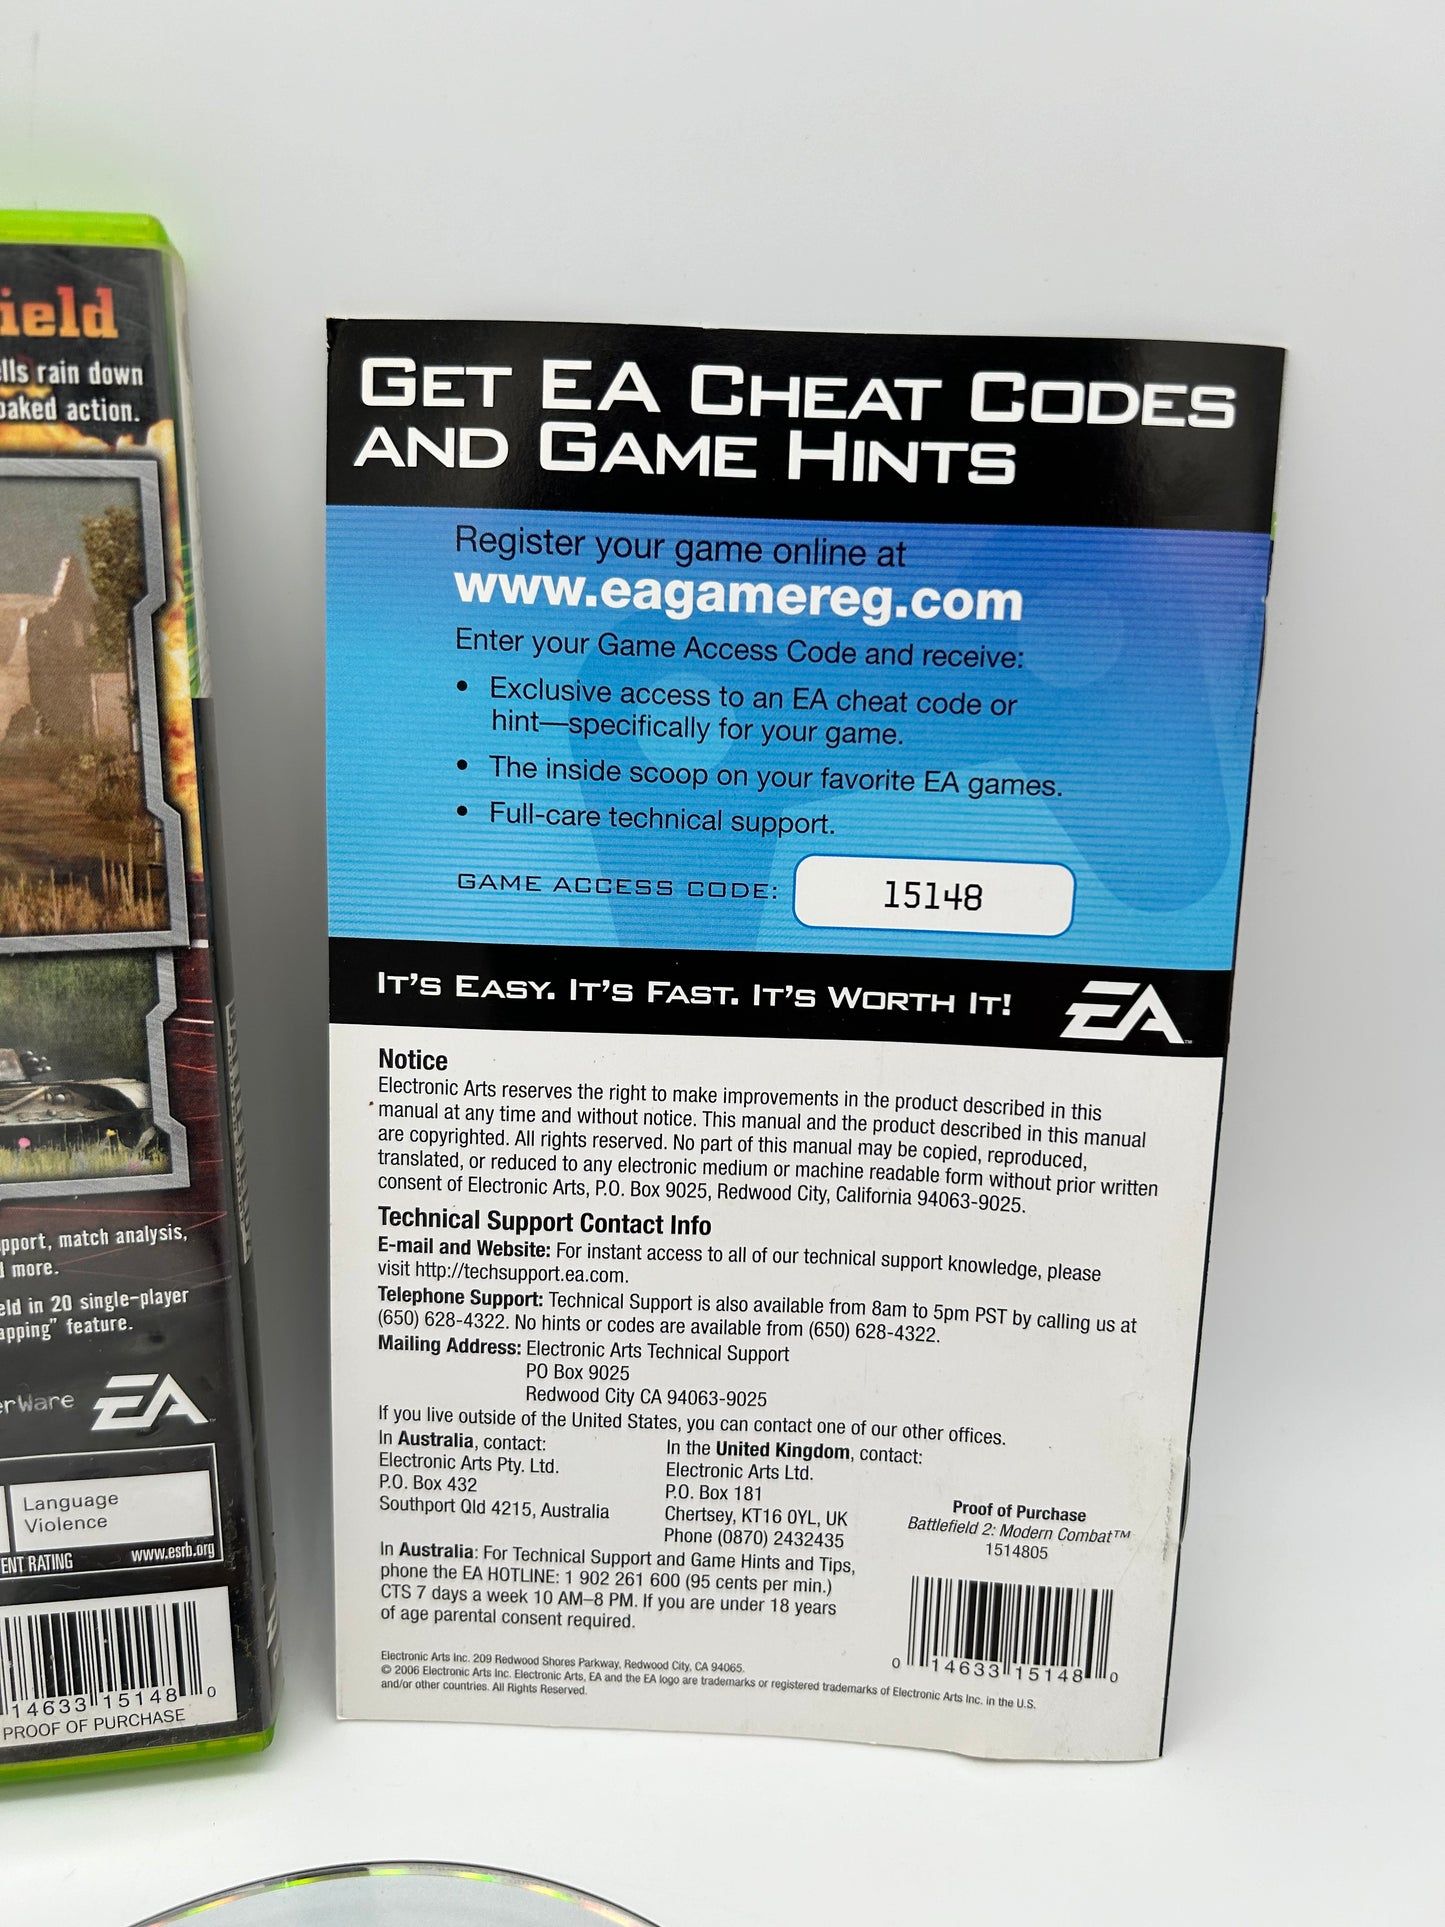 GET EA CHEAT CODES
AND GAME HINTS
Register your game online at
www.eagamereg.com
Enter your Game Access Code and receive:
• Exclusive access to an EA cheat code or
hint—specifically for your game.
• The inside scoop on your favorite EA games.
• Full-care technical support.
GAME ACCESS CODE: 15148
IT'S EASY. IT'S FAST. IT'S WORTH IT! EA™
Notice
Electronic Arts reserves the right to make improvements in the product described in this
manual at any time and without notice. This manual and the product described in this manual
are copyrighted. All rights reserved. No part of this manual may be copied, reproduced,
translated, or reduced to any electronic medium or machine readable form without prior written
consent of Electronic Arts, P.O. Box 9025, Redwood City, California 94063-9025.
Technical Support Contact Info
E-mail and Website: For instant access to all of our technical support knowledge, please
visit http://techsupport.ea.com.
Telephone Support: Technical Support is also available from 8am to 5pm PST by calling us at
(650) 628-4322. No hints or codes are available from (650) 628-4322.
Mailing Address: Electronic Arts Technical Support
PO Box 9025
Redwood City CA 94063-9025
If you live outside of the United States, you can contact one of our other offices.
In Australia, contact:
Electronic Arts Pty. Ltd.
P.O. Box 432
Southport Qld 4215, Australia
In the United Kingdom, contact:
Electronic Arts Ltd.
P.O. Box 181
Chertsey, KT16 0YL, UK
Phone (0870) 2432435
In Australia: For Technical Support and Game Hints and Tips,
phone the EA HOTLINE: 1 902 261 600 (95 cents per min.)
CTS 7 days a week 10 AM–8 PM. If you are under 18 years
of age parental consent required.
Proof of Purchase
Battlefield 2: Modern Combat™
1514805
0 14633 15148 0
Electronic Arts Inc. 209 Redwood Shores Parkway, Redwood City, CA 94065.
© 2006 Electronic Arts Inc. Electronic Arts, EA and the EA logo are trademarks or registered trademarks of Electronic Arts Inc. in the U.S.
and/or other countries. All Rights Reserved.
ield
lls rain down
oaked action.
pport, match analysis,
d more.
eld in 20 single-player
apping" feature.
erWare EA
Language
Violence
ENT RATING www.esrb.org
14633 15148 0
PROOF OF PURCHASE